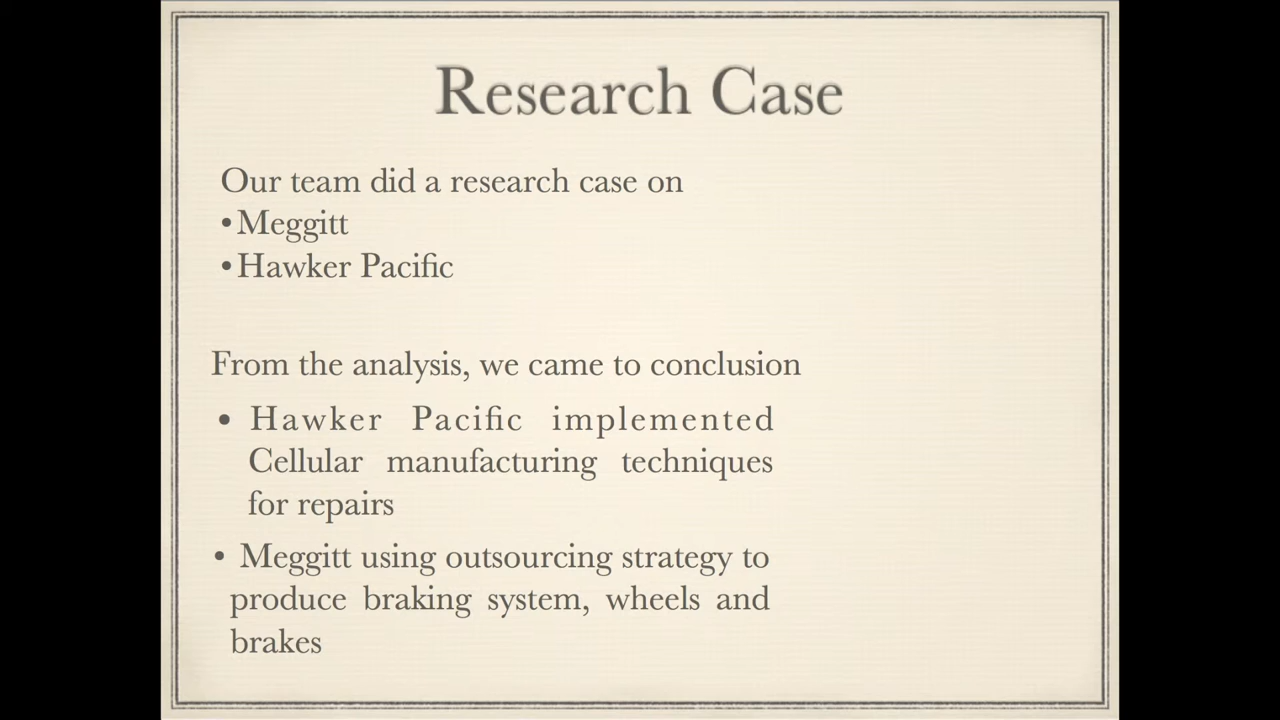 Research Case
Our team did a research case on
•Meggitt
•Hawker Pacific
From the analysis, we came to conclusion
• Hawker Pacific implemented
Cellular manufacturing techniques
for repairs
• Meggitt using outsourcing strategy to
produce braking system, wheels and
brakes